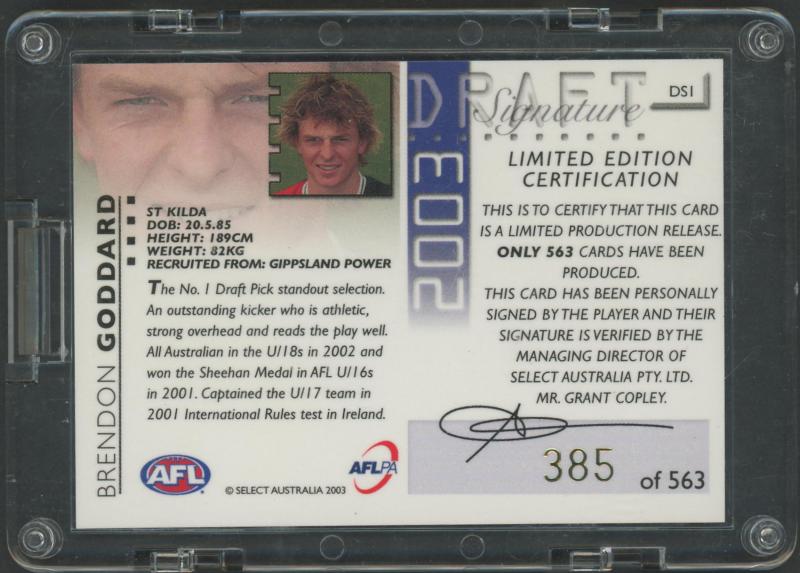 BRENDON GODDARD
ST KILDA
DOB: 20.5.85
HEIGHT: 189CM
WEIGHT: 82KG
RECRUITED FROM: GIPPSLAND POWER
The No. 1 Draft Pick standout selection.
An outstanding kicker who is athletic,
strong overhead and reads the play well.
All Australian in the U/18s in 2002 and
won the Sheehan Medal in AFL U/16s
in 2001. Captained the U/17 team in
2001 International Rules test in Ireland.
AFL
© SELECT AUSTRALIA 2003
AFLPA
2003
DRAFT
Signature
DS1
LIMITED EDITION
CERTIFICATION
THIS IS TO CERTIFY THAT THIS CARD
IS A LIMITED PRODUCTION RELEASE.
ONLY 563 CARDS HAVE BEEN
PRODUCED.
THIS CARD HAS BEEN PERSONALLY
SIGNED BY THE PLAYER AND THEIR
SIGNATURE IS VERIFIED BY THE
MANAGING DIRECTOR OF
SELECT AUSTRALIA PTY. LTD.
MR. GRANT COPLEY.
385 of 563